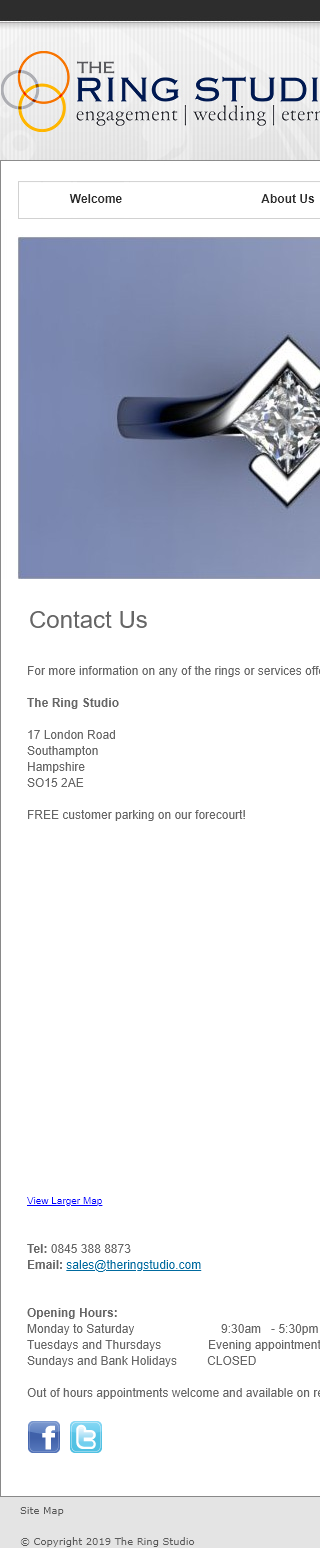 THE
RING STUDI
engagement | wedding | etern
Welcome About Us
Contact Us
For more information on any of the rings or services off
The Ring Studio
17 London Road
Southampton
Hampshire
SO15 2AE
FREE customer parking on our forecourt!
View Larger Map
Tel: 0845 388 8873
Email: sales@theringstudio.com
Opening Hours:
Monday to Saturday 9:30am - 5:30pm
Tuesdays and Thursdays Evening appointment
Sundays and Bank Holidays CLOSED
Out of hours appointments welcome and available on re
Site Map
© Copyright 2019 The Ring Studio